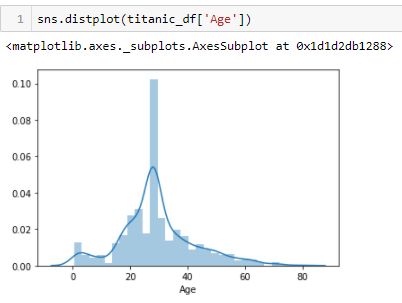 1 sns.distplot(titanic_df['Age'])
<matplotlib.axes._subplots.AxesSubplot at 0x1d1d2db1288>
0.10
0.08
0.06
0.04
0.02
0.00
0 20 40 60 80
Age